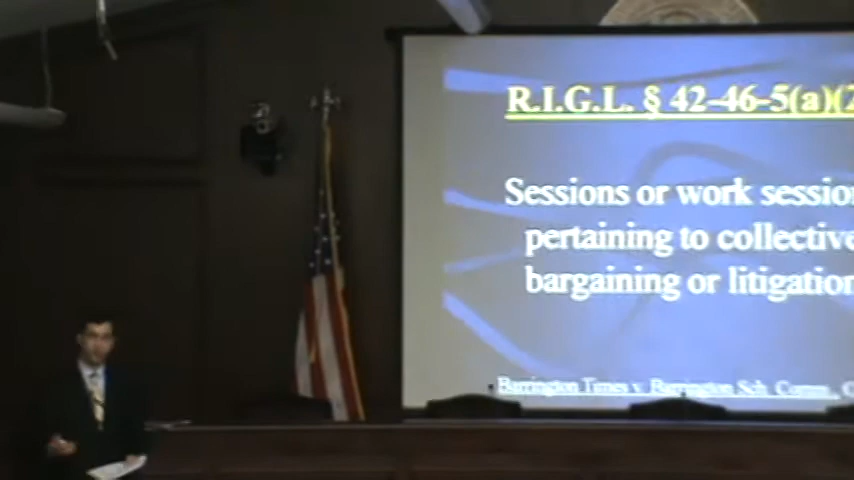 R.I.G.L. § 42-46-5(a)(2
Sessions or work session
pertaining to collective
bargaining or litigation
Barrington Times v. Barrington Sch. Comm., C